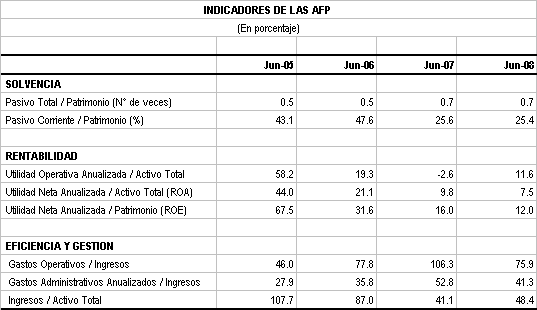 INDICADORES DE LAS AFP
(En porcentaje)
Jun-05 Jun-06 Jun-07 Jun-08
SOLVENCIA
Pasivo Total / Patrimonio (N° de veces) 0.5 0.5 0.7 0.7
Pasivo Corriente / Patrimonio (%) 43.1 47.6 25.6 25.4
RENTABILIDAD
Utilidad Operativa Anualizada / Activo Total 58.2 19.3 -2.6 11.6
Utilidad Neta Anualizada / Activo Total (ROA) 44.0 21.1 9.8 7.5
Utilidad Neta Anualizada / Patrimonio (ROE) 67.5 31.6 16.0 12.0
EFICIENCIA Y GESTION
Gastos Operativos / Ingresos 46.0 77.8 106.3 75.9
Gastos Administrativos Anualizados / Ingresos 27.9 35.8 52.8 41.3
Ingresos / Activo Total 107.7 87.0 41.1 48.4